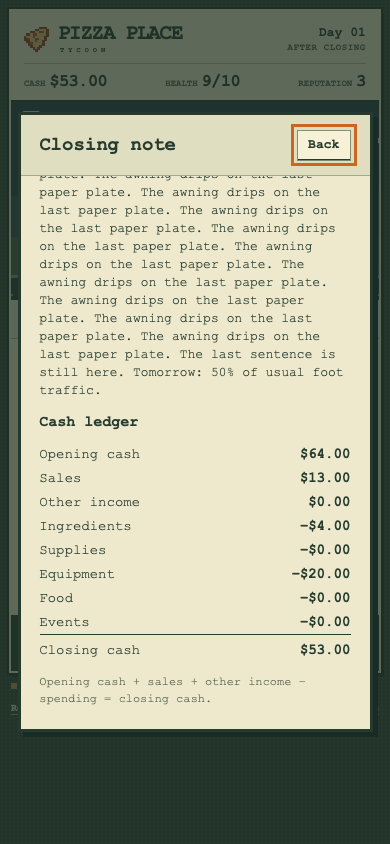 PIZZA PLACE
TYCOON
Day 01
AFTER CLOSING
CASH $53.00
HEALTH 9/10
REPUTATION 3
Closing note
Back
plate. The awning drips on the last
paper plate. The awning drips on the
last paper plate. The awning drips on
the last paper plate. The awning drips
on the last paper plate. The awning
drips on the last paper plate. The
awning drips on the last paper plate.
The awning drips on the last paper
plate. The awning drips on the last
paper plate. The awning drips on the
last paper plate. The last sentence is
still here. Tomorrow: 50% of usual foot
traffic.
Cash ledger
Opening cash $64.00
Sales $13.00
Other income $0.00
Ingredients −$4.00
Supplies −$0.00
Equipment −$20.00
Food −$0.00
Events −$0.00
Closing cash $53.00
Opening cash + sales + other income −
spending = closing cash.